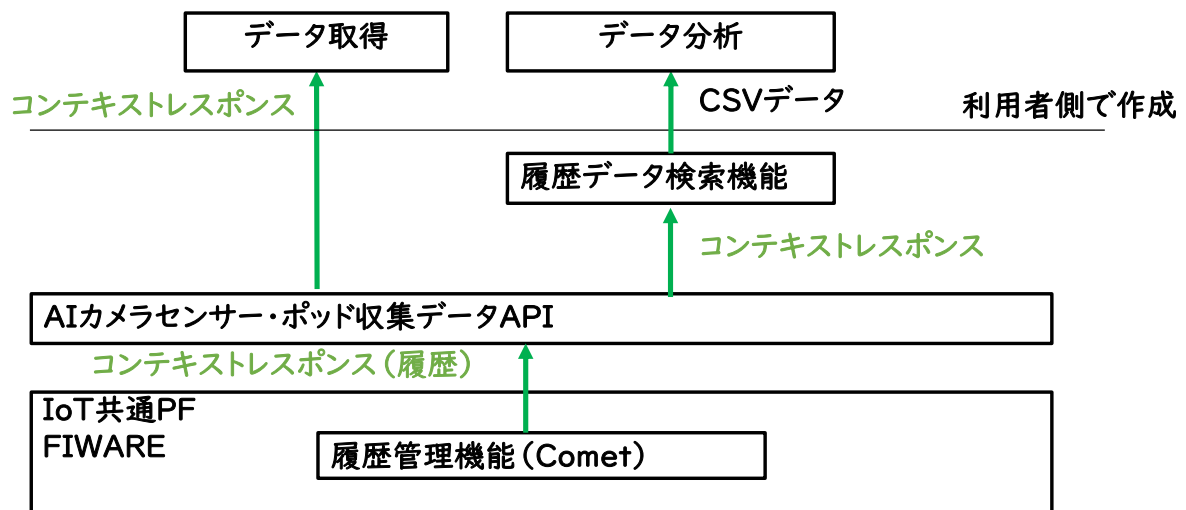 データ取得
データ分析
コンテキストレスポンス
CSVデータ
利用者側で作成
履歴データ検索機能
コンテキストレスポンス
AIカメラセンサー・ポッド収集データAPI
コンテキストレスポンス(履歴)
IoT共通PF
FIWARE
履歴管理機能(Comet)